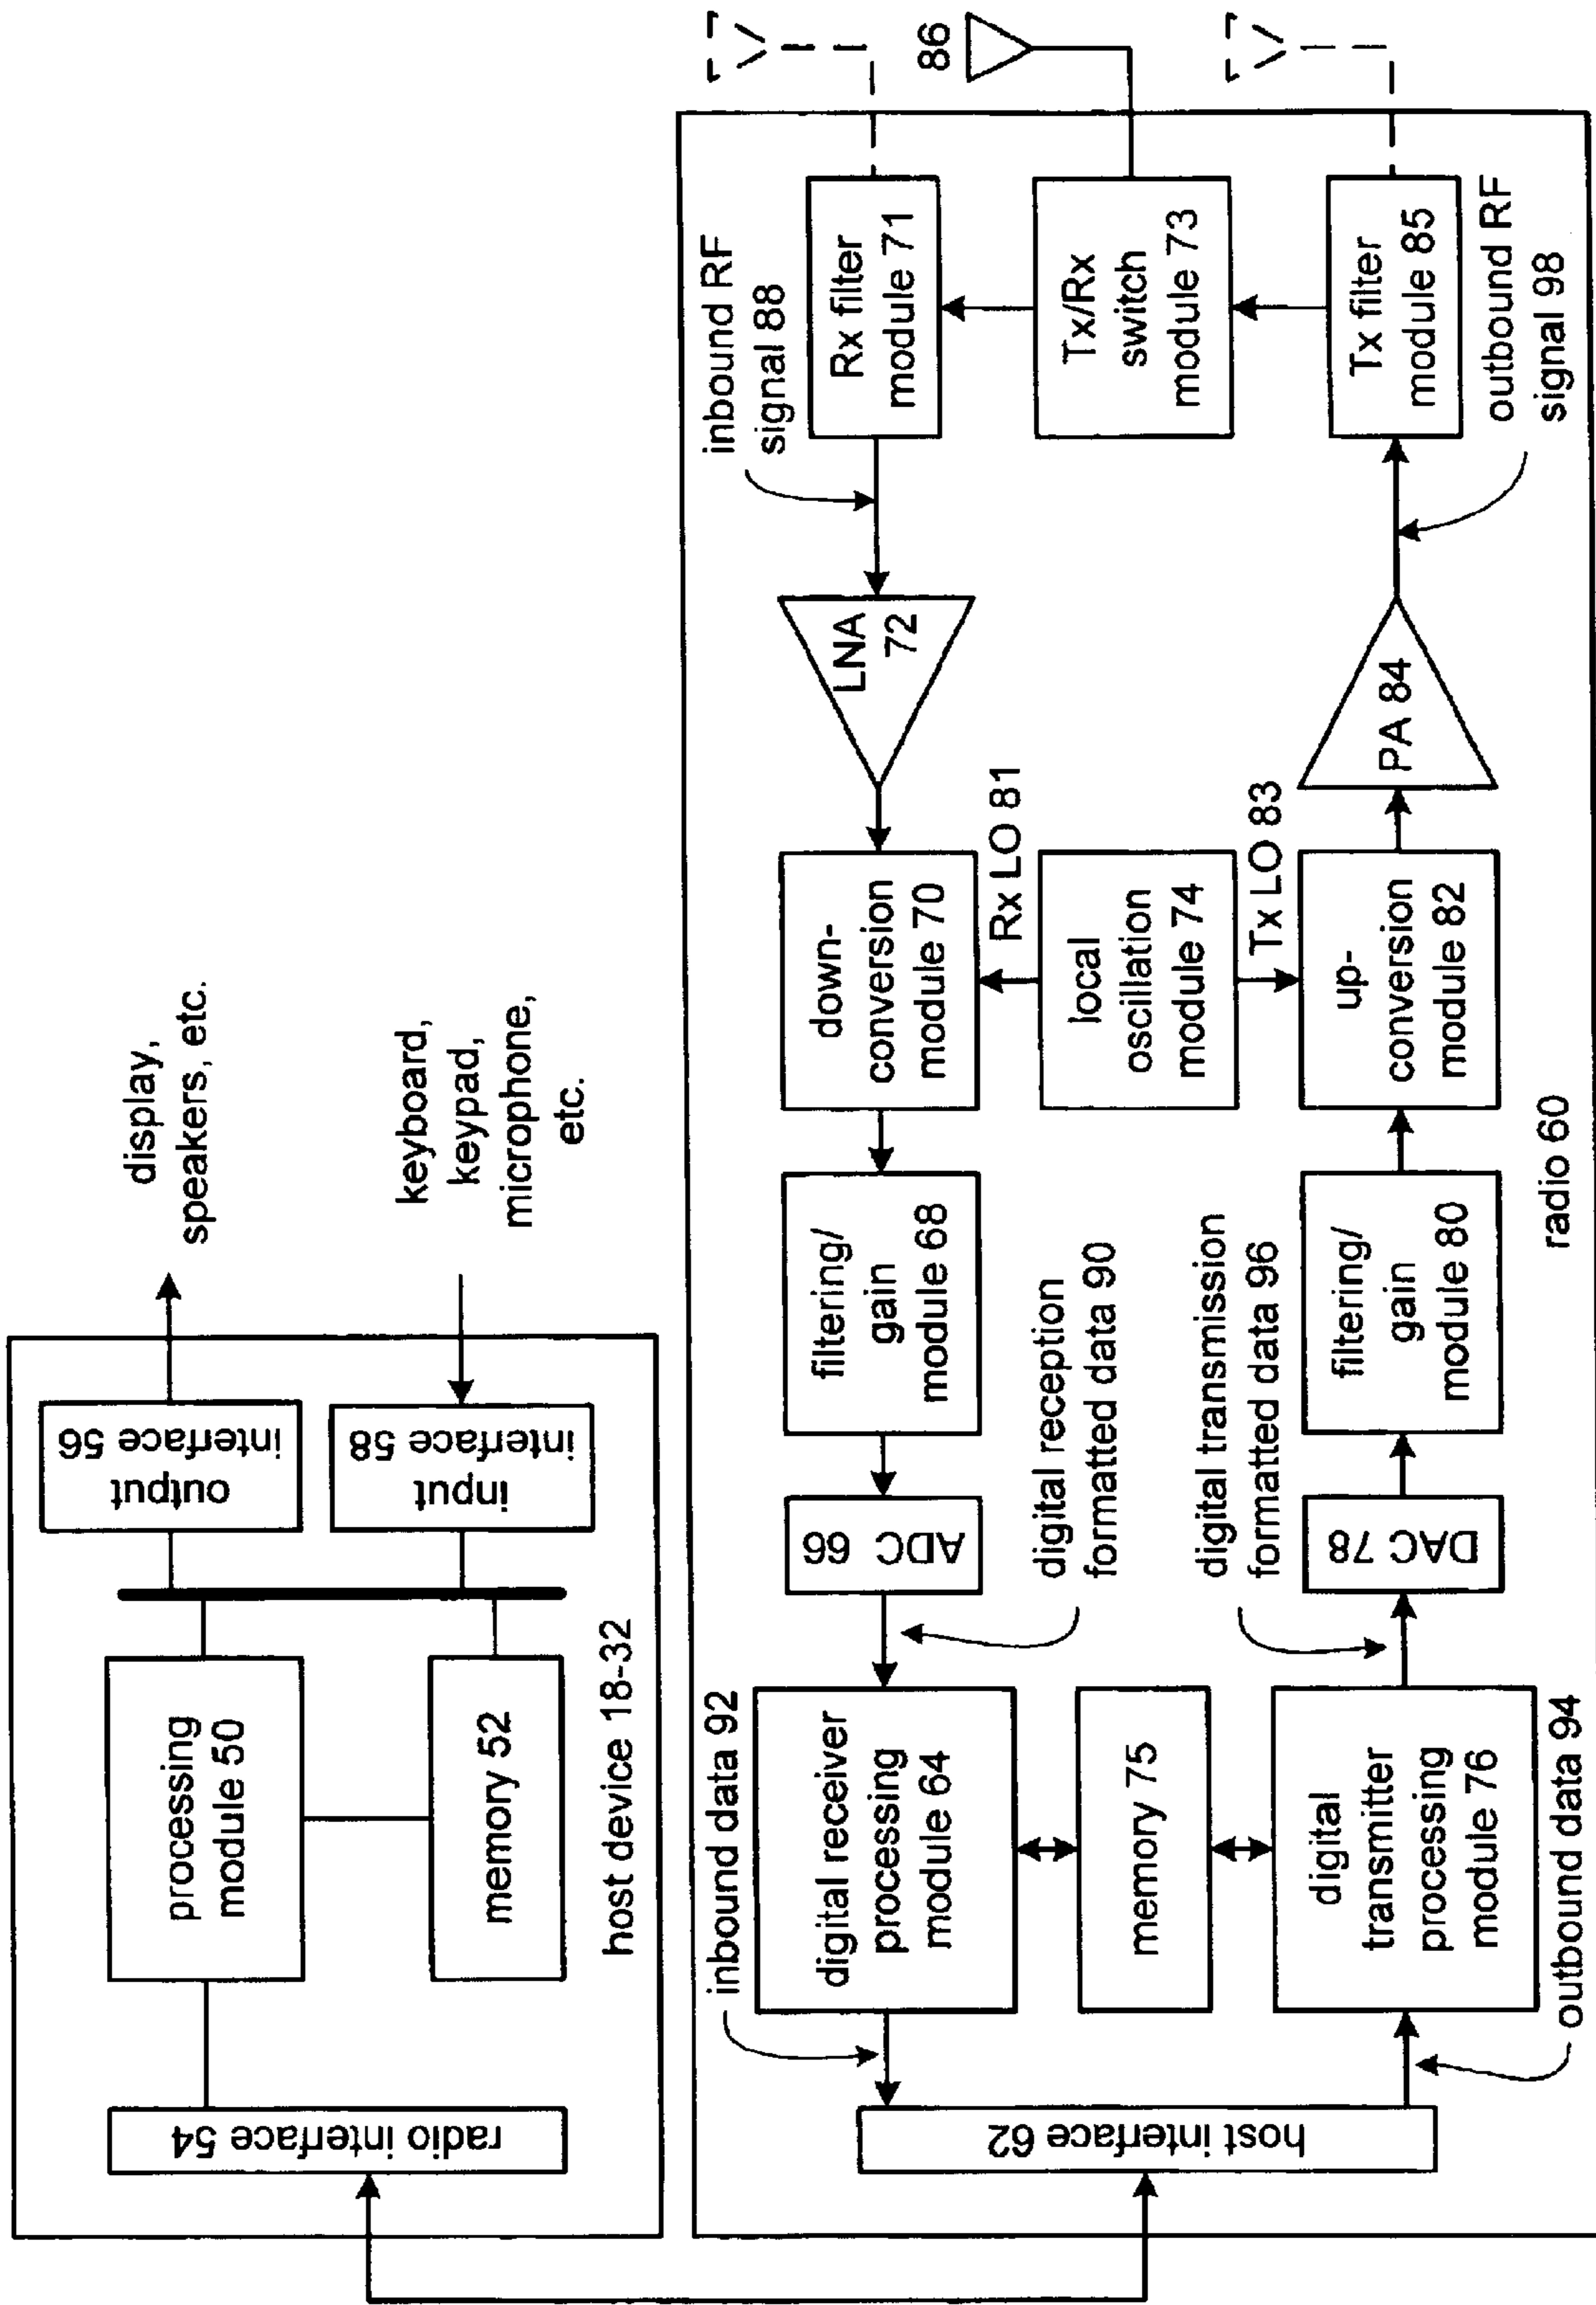 display,
speakers, etc.
keyboard,
keypad,
microphone,
etc.
output
interface 56
input
interface 58
processing
module 50
memory 52
radio interface 54
host device 18-32
host interface 62
inbound data 92
digital receiver
processing
module 64
memory 75
digital
transmitter
processing
module 76
outbound data 94
ADC 66
digital reception
formatted data 90
digital transmission
formatted data 96
DAC 78
filtering/
gain
module 68
filtering/
gain
module 80
radio 60
down-
conversion
module 70
Rx LO 81
local
oscillation
module 74
Tx LO 83
up-
conversion
module 82
LNA
72
PA 84
inbound RF
signal 88
Rx filter
module 71
Tx/Rx
switch
module 73
Tx filter
module 85
outbound RF
signal 98
86